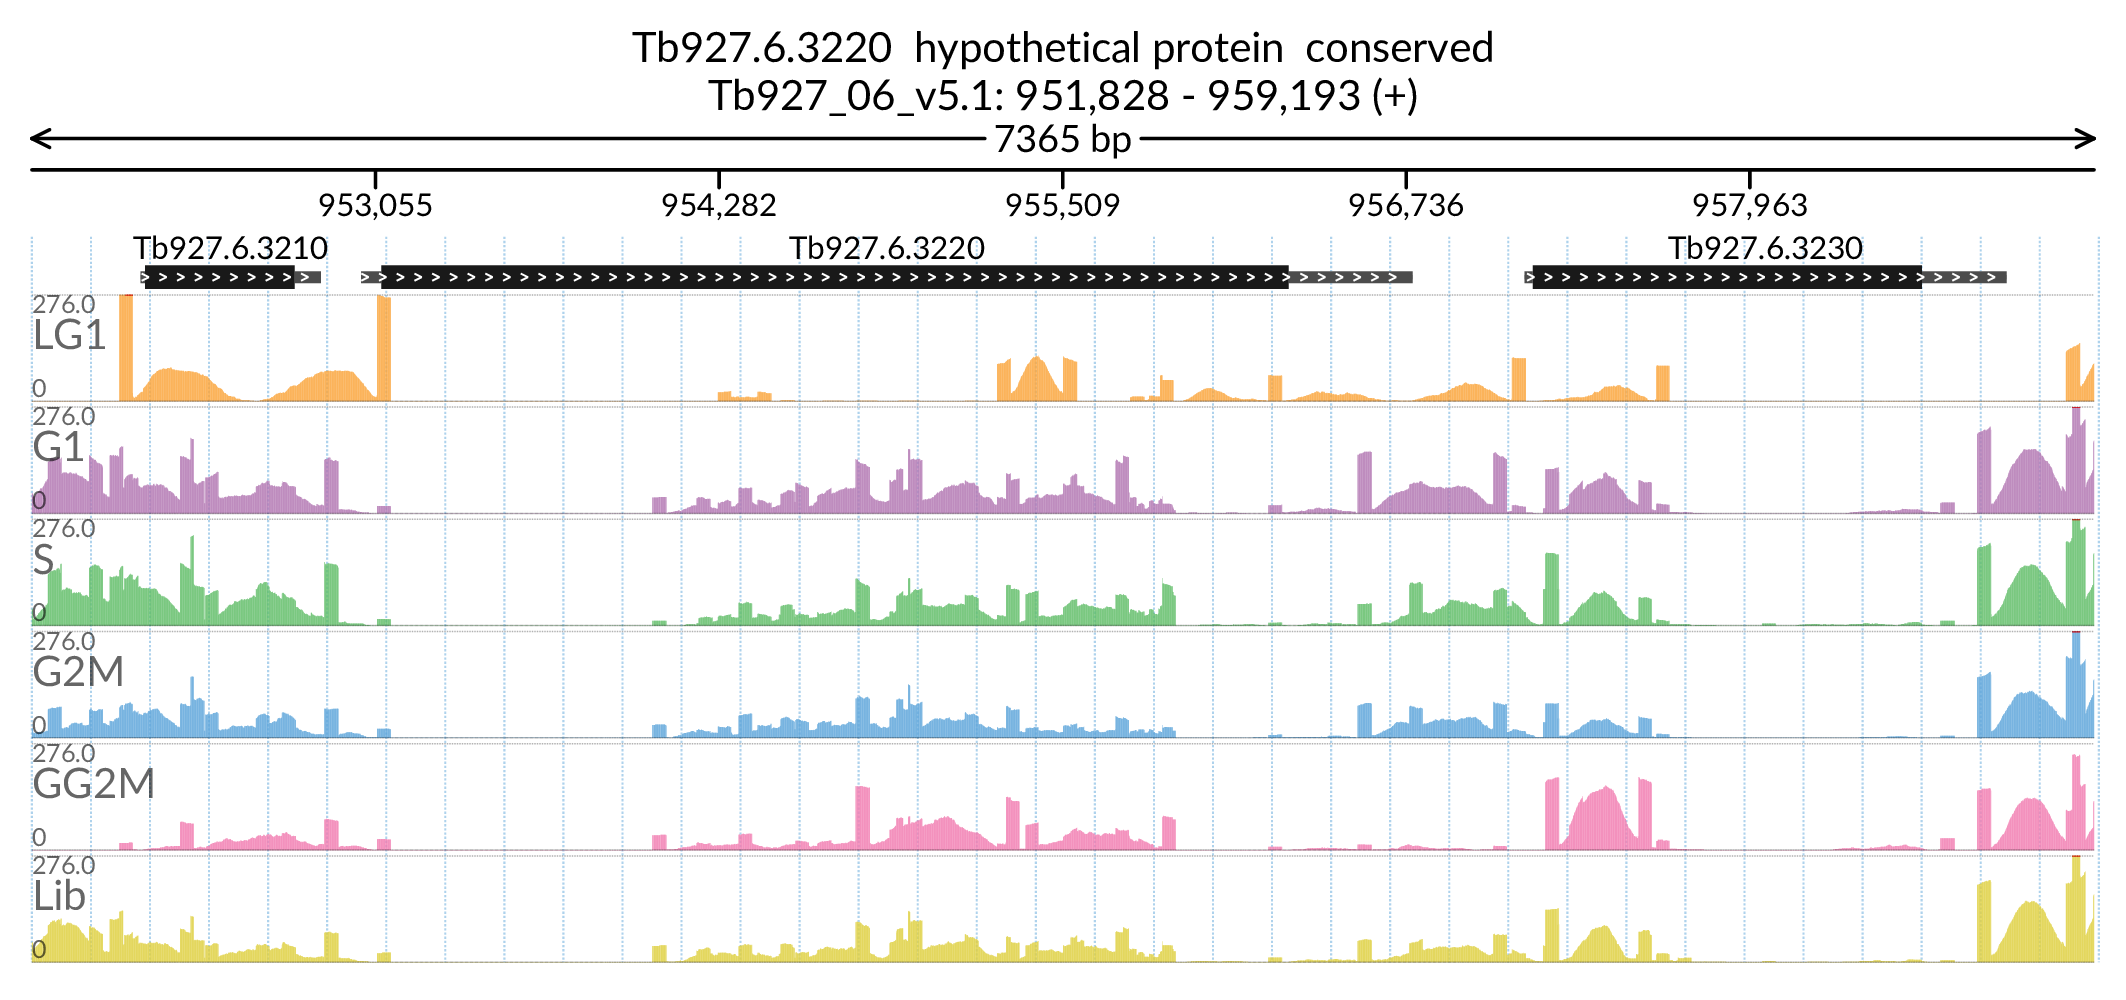 Tb927.6.3220  hypothetical protein  conserved
Tb927_06_v5.1: 951,828 - 959,193 (+)
7365 bp
953,055 954,282 955,509 956,736 957,963
Tb927.6.3210 Tb927.6.3220 Tb927.6.3230
276.0
LG1
0
276.0
G1
0
276.0
S
0
276.0
G2M
0
276.0
GG2M
0
276.0
Lib
0